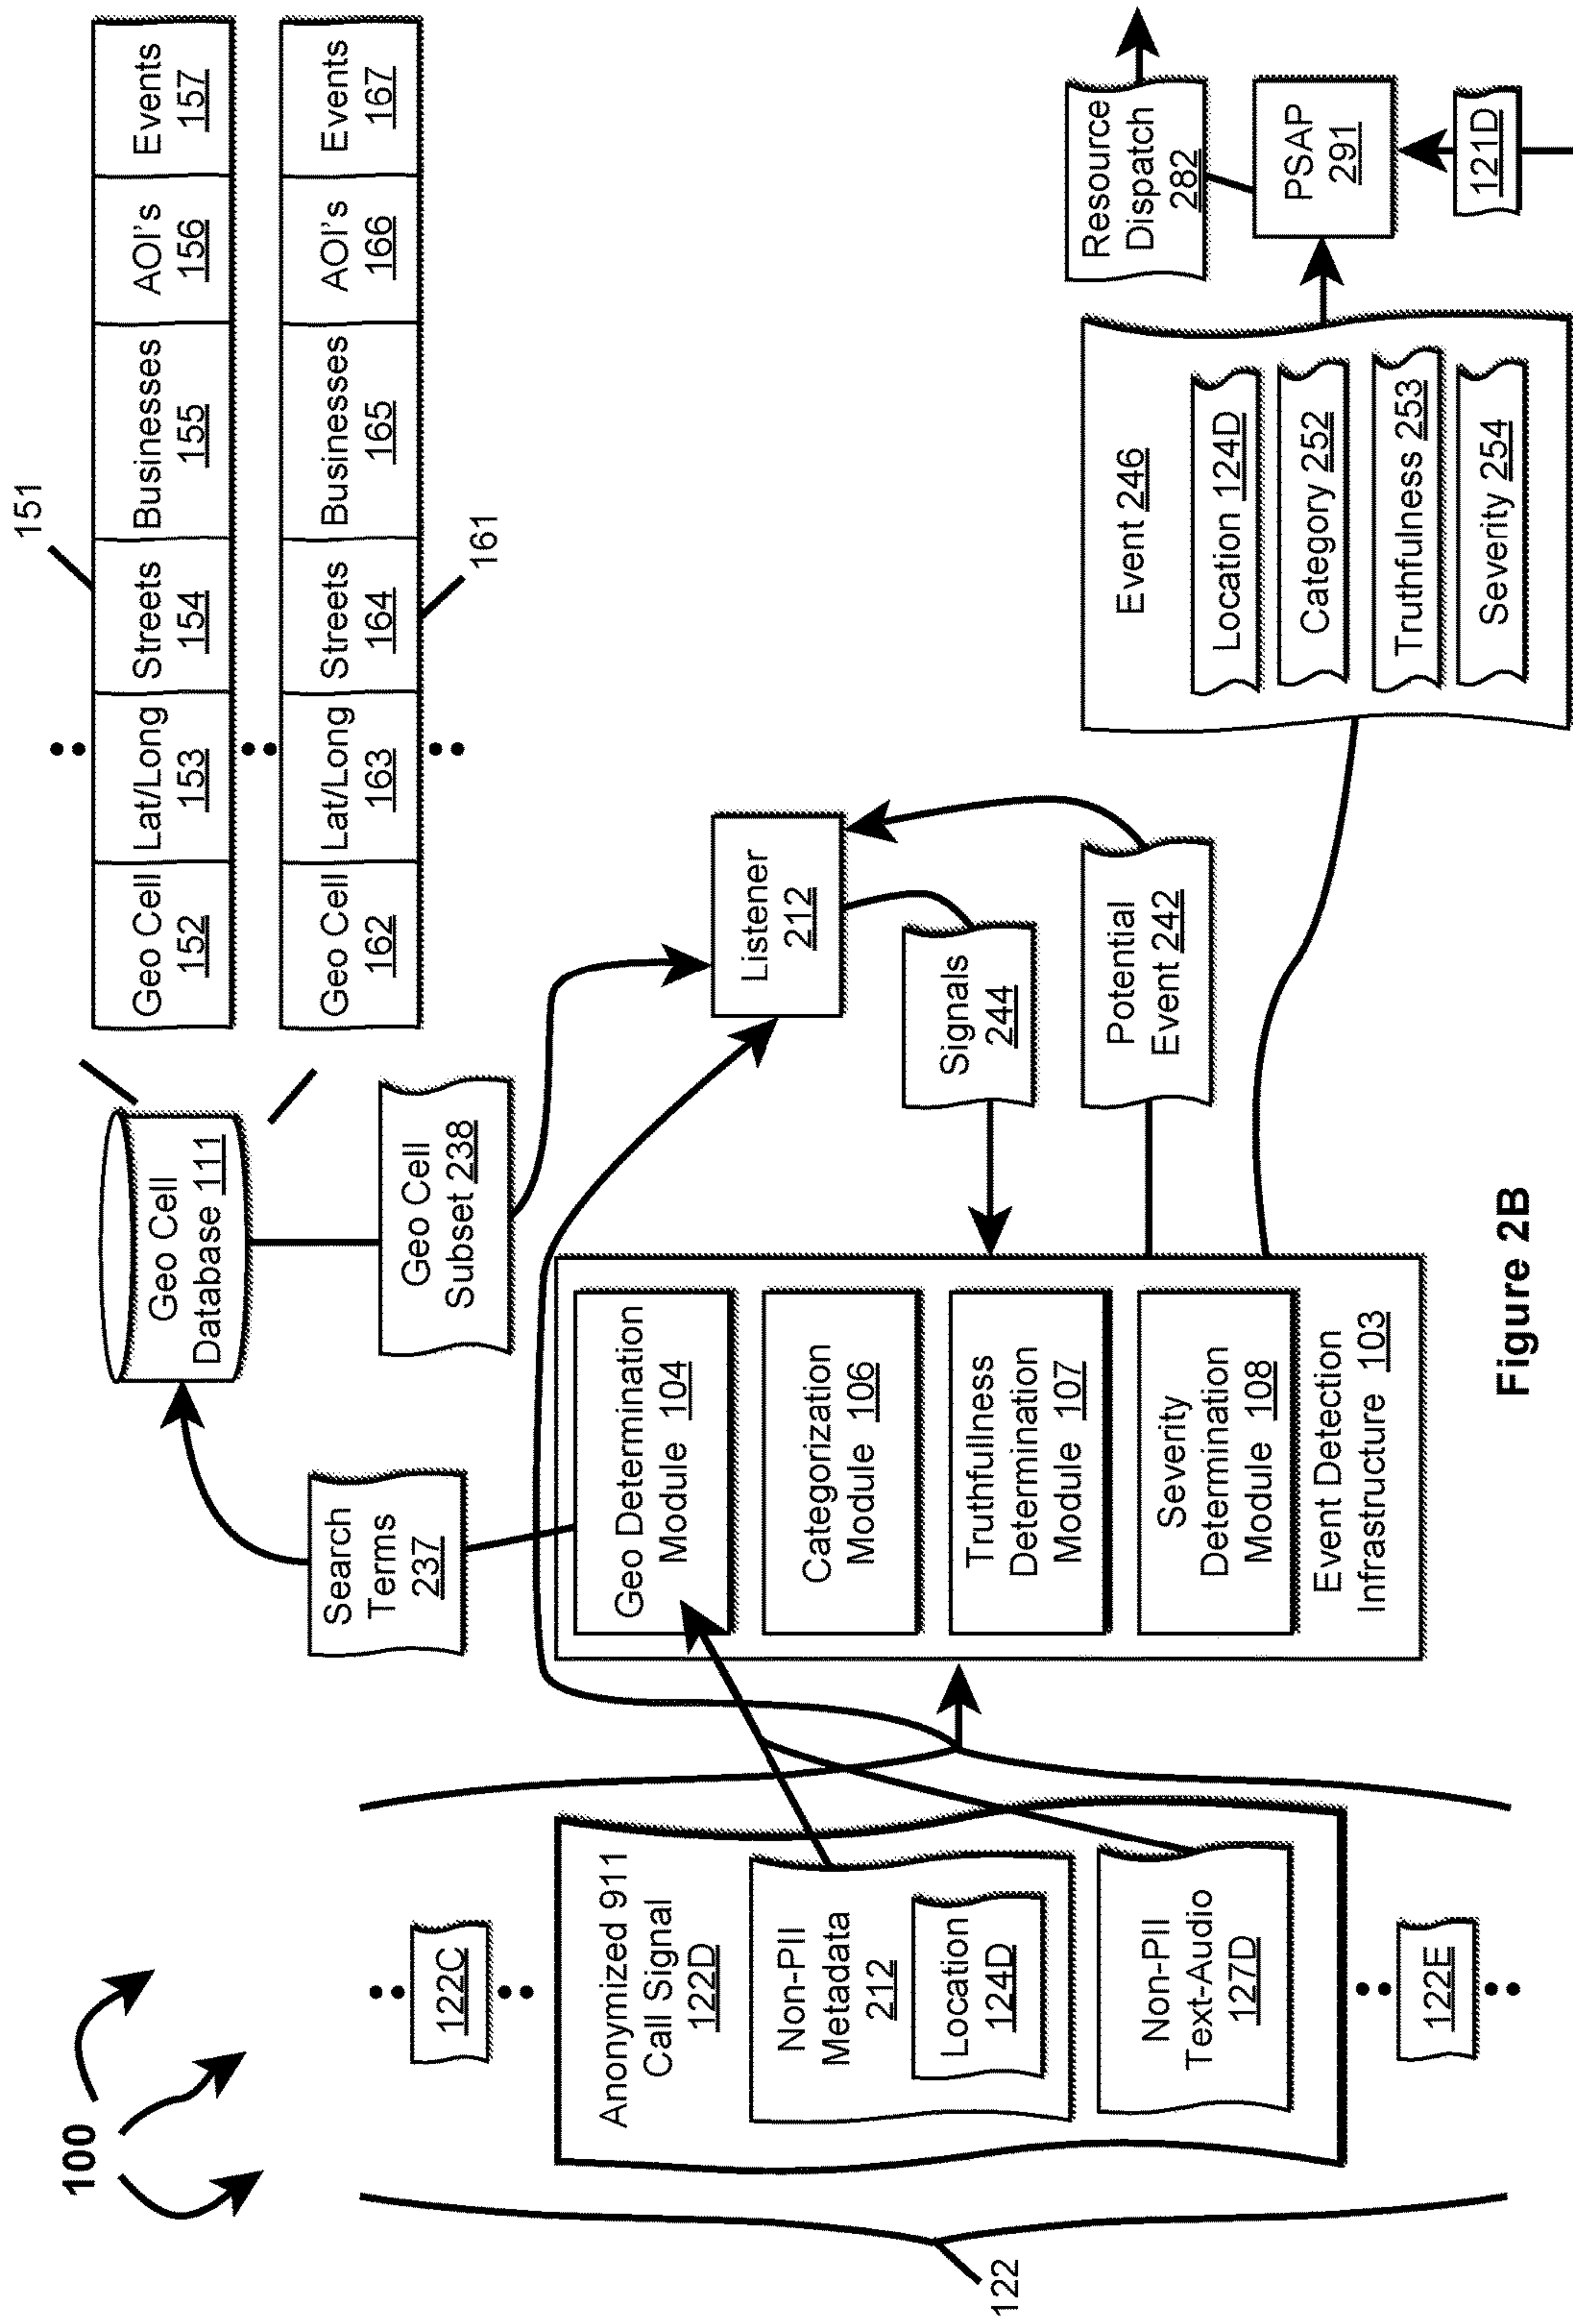 100
122
122C
Anonymized 911
Call Signal
122D
Non-PII
Metadata
212
Location
124D
Non-PII
Text-Audio
127D
122E
Search
Terms
237
Geo Cell
Database 111
Geo Cell
Subset 238
151
Geo Cell
152
Lat/Long
153
Streets
154
Businesses
155
AOI's
156
Events
157
Geo Cell
162
Lat/Long
163
Streets
164
Businesses
165
AOI's
166
Events
167
161
Geo Determination
Module 104
Categorization
Module 106
Truthfullness
Determination
Module 107
Severity
Determination
Module 108
Event Detection
Infrastructure 103
Listener
212
Signals
244
Potential
Event 242
Event 246
Location 124D
Category 252
Truthfulness 253
Severity 254
Resource
Dispatch
282
PSAP
291
121D
Figure 2B